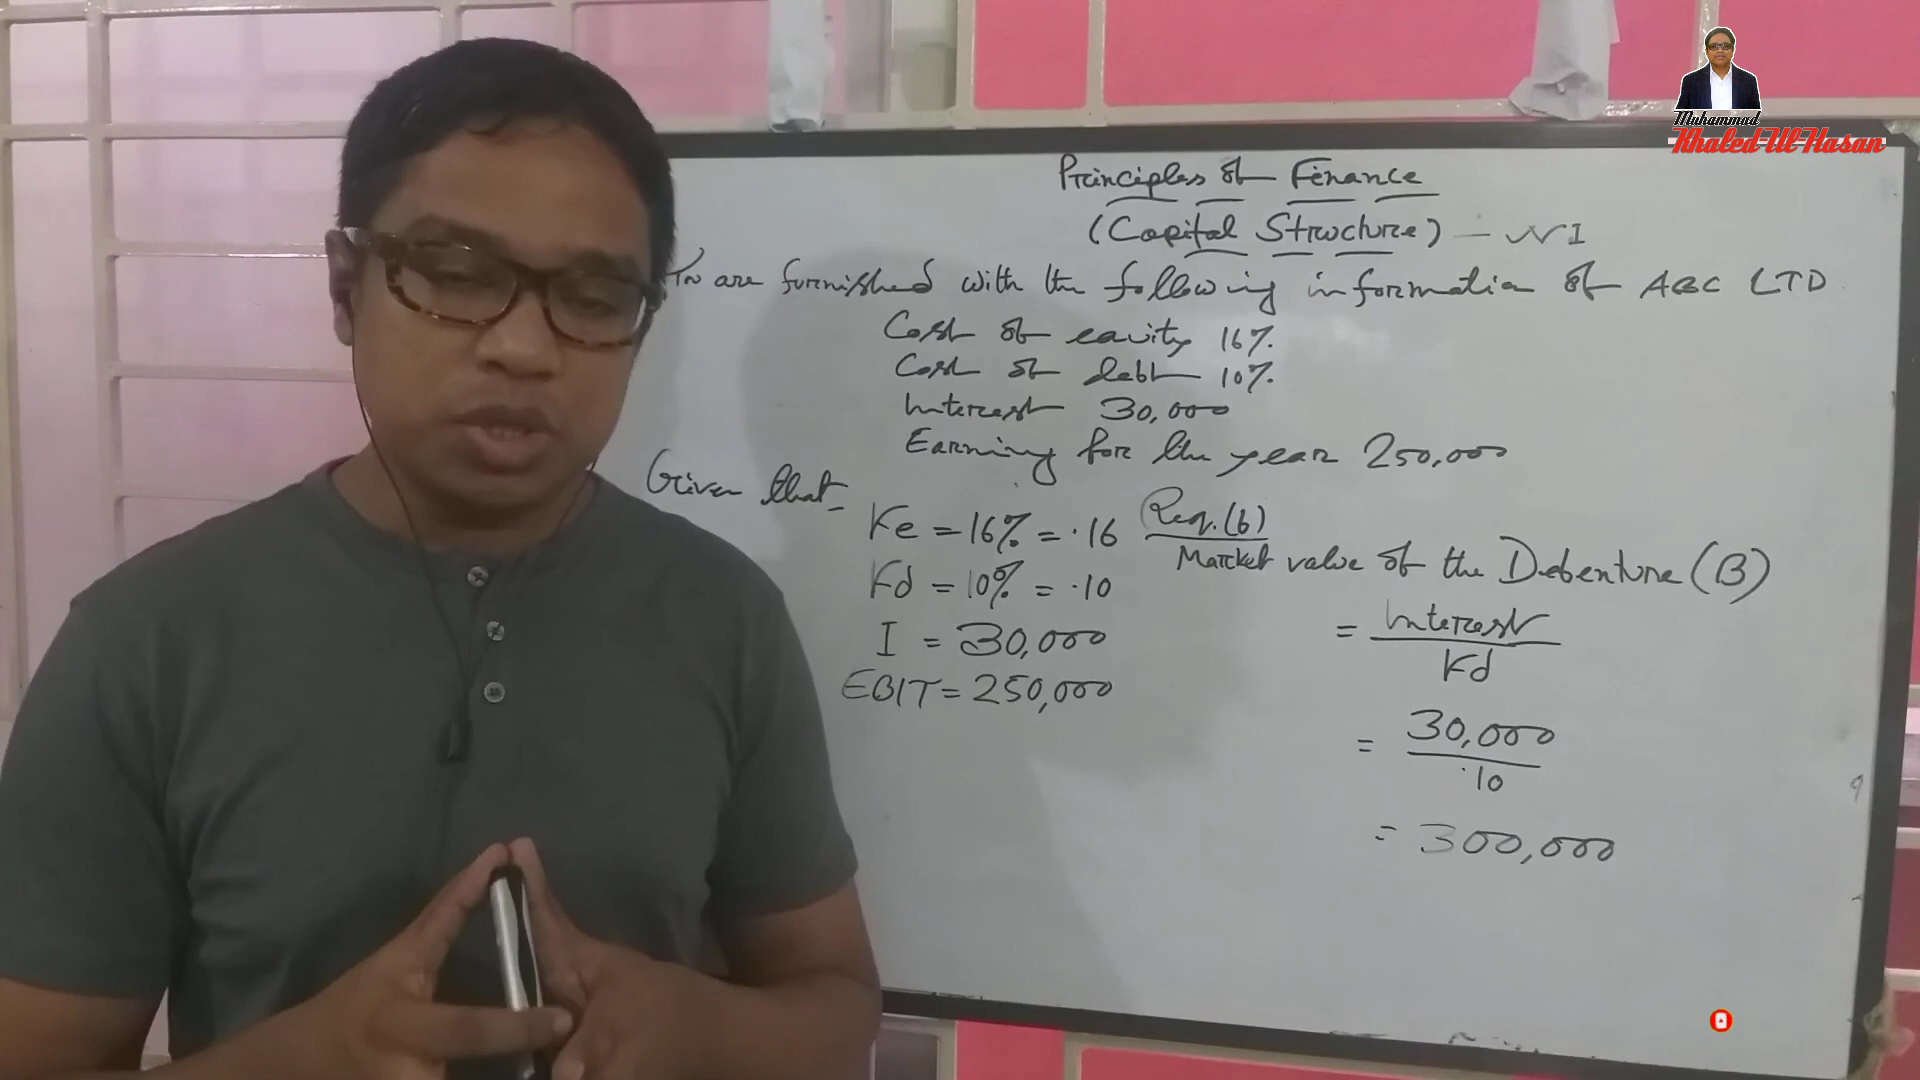 Muhammad
Khaled Ul Hasan
Principles of Finance
(Capital Structure) - NI
You are furnished with the following information of ABC LTD
Cost of equity 16%.
Cost of debt 10%.
Interest 30,000
Earning for the year 250,000
Given that-
Ke = 16% = .16
Kd = 10% = .10
I = 30,000
EBIT = 250,000
Req. (b)
Market value of the Debenture (B)
= Interest
Kd
= 30,000
.10
= 300,000